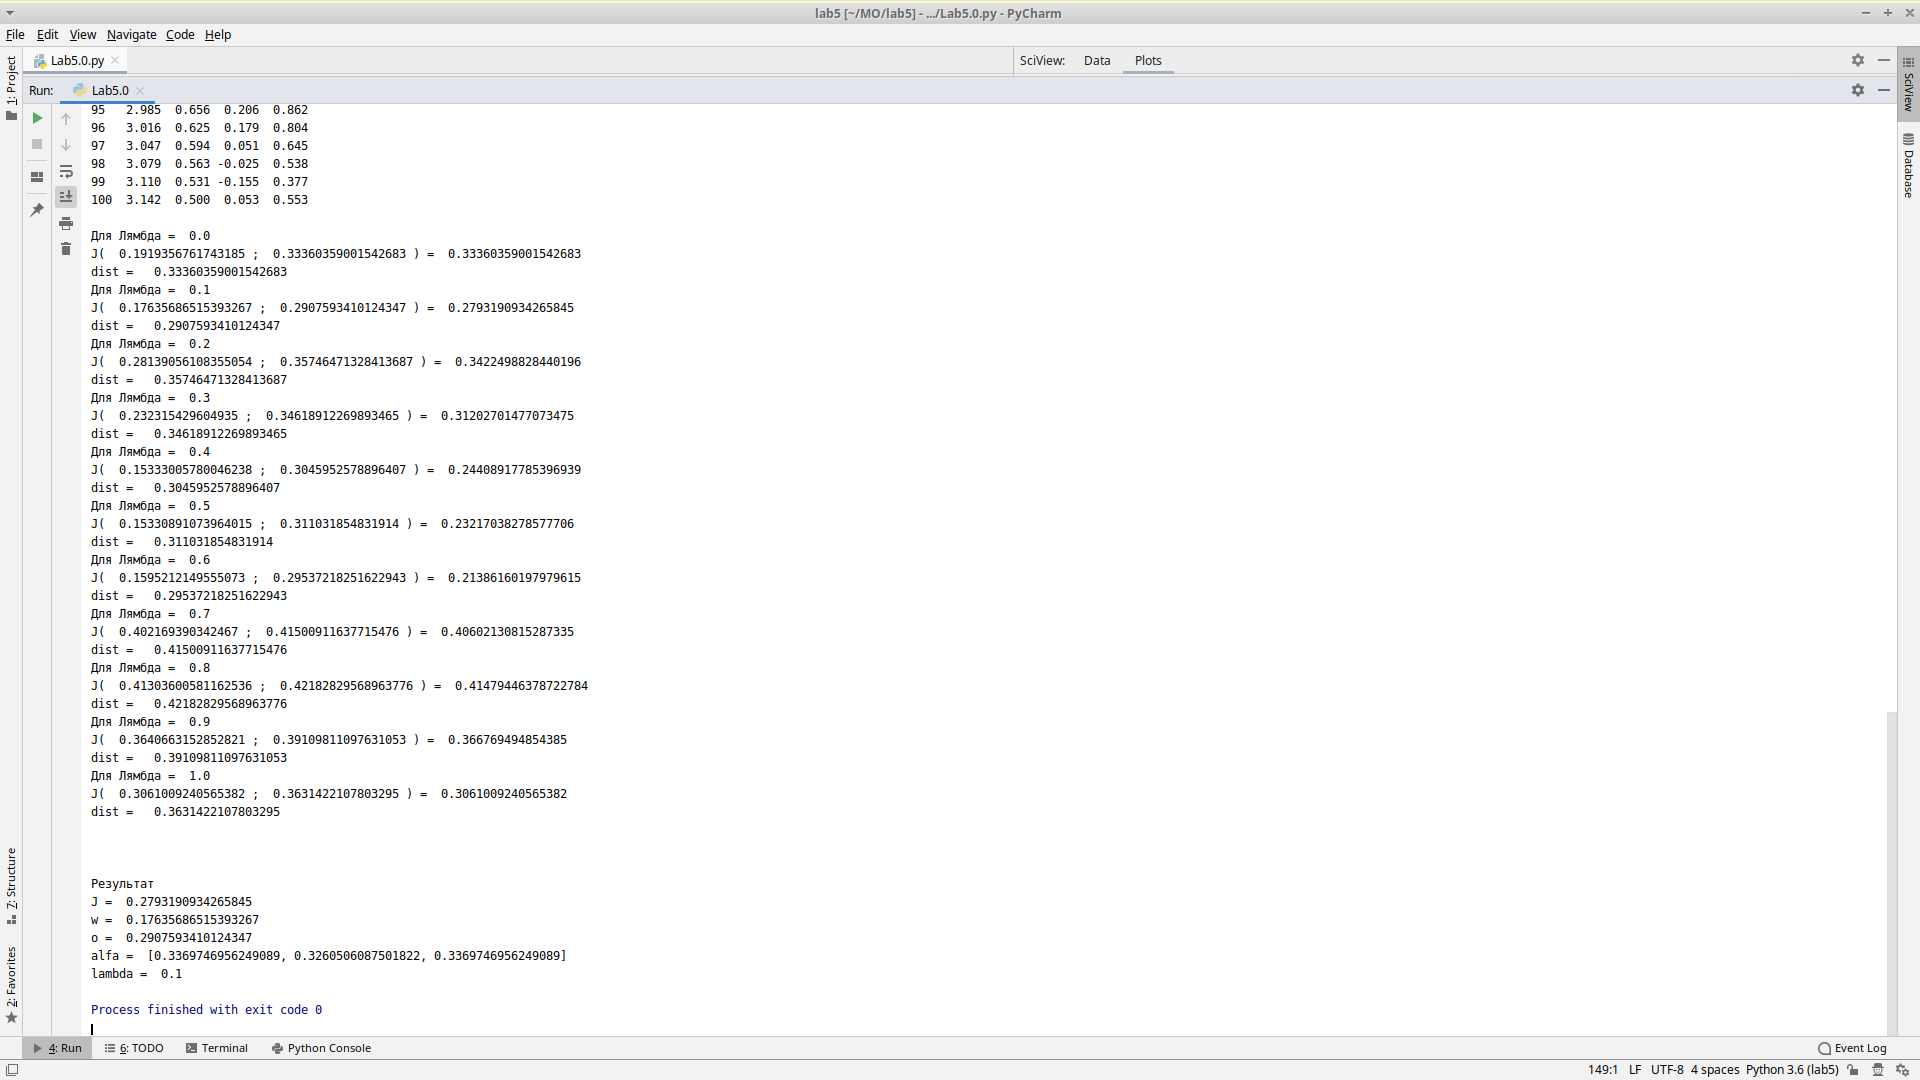 lab5 [~/MO/lab5] - .../Lab5.0.py - PyCharm
File Edit View Navigate Code Help
Lab5.0.py
SciView: Data Plots
Run: Lab5.0
1: Project
SciView
Database
95 2.985 0.656 0.206 0.862
96 3.016 0.625 0.179 0.804
97 3.047 0.594 0.051 0.645
98 3.079 0.563 -0.025 0.538
99 3.110 0.531 -0.155 0.377
100 3.142 0.500 0.053 0.553
Для Лямбда = 0.0
J( 0.1919356761743185 ; 0.33360359001542683 ) = 0.33360359001542683
dist = 0.33360359001542683
Для Лямбда = 0.1
J( 0.17635686515393267 ; 0.2907593410124347 ) = 0.2793190934265845
dist = 0.2907593410124347
Для Лямбда = 0.2
J( 0.28139056108355054 ; 0.35746471328413687 ) = 0.3422498828440196
dist = 0.35746471328413687
Для Лямбда = 0.3
J( 0.232315429604935 ; 0.34618912269893465 ) = 0.31202701477073475
dist = 0.34618912269893465
Для Лямбда = 0.4
J( 0.15333005780046238 ; 0.3045952578896407 ) = 0.24408917785396939
dist = 0.3045952578896407
Для Лямбда = 0.5
J( 0.15330891073964015 ; 0.311031854831914 ) = 0.23217038278577706
dist = 0.311031854831914
Для Лямбда = 0.6
J( 0.1595212149555073 ; 0.29537218251622943 ) = 0.21386160197979615
dist = 0.29537218251622943
Для Лямбда = 0.7
J( 0.402169390342467 ; 0.41500911637715476 ) = 0.40602130815287335
dist = 0.41500911637715476
Для Лямбда = 0.8
J( 0.41303600581162536 ; 0.42182829568963776 ) = 0.41479446378722784
dist = 0.42182829568963776
Для Лямбда = 0.9
J( 0.3640663152852821 ; 0.39109811097631053 ) = 0.366769494854385
dist = 0.39109811097631053
Для Лямбда = 1.0
J( 0.3061009240565382 ; 0.3631422107803295 ) = 0.3061009240565382
dist = 0.3631422107803295
Результат
J = 0.2793190934265845
w = 0.17635686515393267
o = 0.2907593410124347
alfa = [0.3369746956249089, 0.3260506087501822, 0.3369746956249089]
lambda = 0.1
Process finished with exit code 0
7: Structure
2: Favorites
4: Run 6: TODO Terminal Python Console Event Log
149:1 LF UTF-8 4 spaces Python 3.6 (lab5)